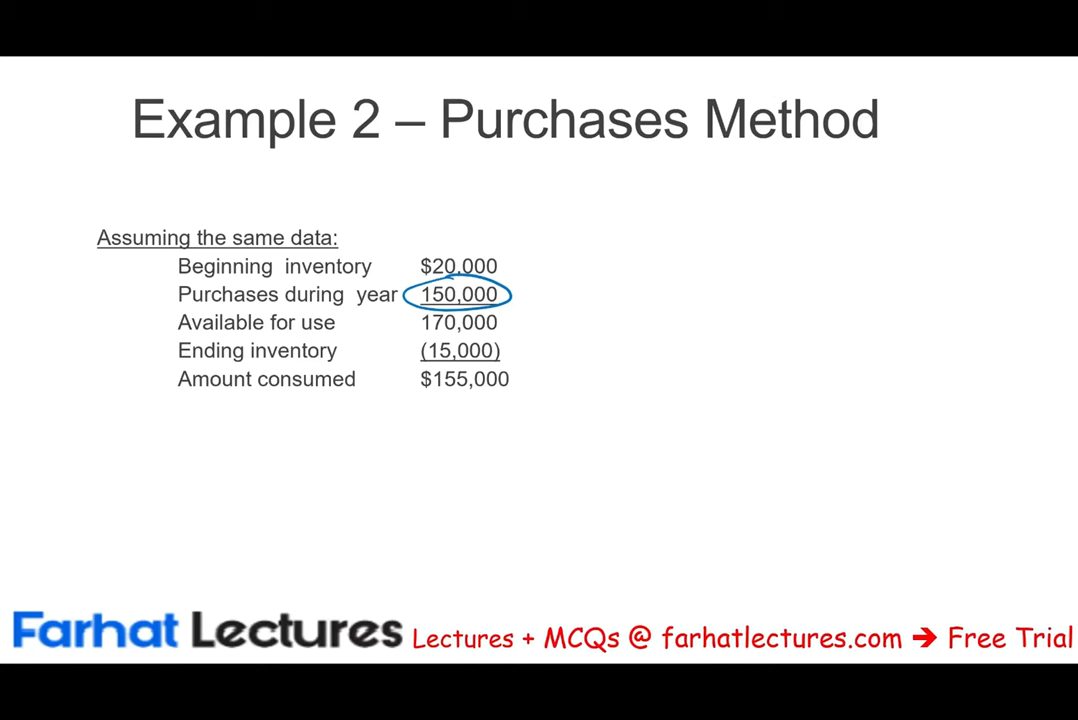 Example 2 – Purchases Method
Assuming the same data:
Beginning inventory $20,000
Purchases during year 150,000
Available for use 170,000
Ending inventory (15,000)
Amount consumed $155,000
Farhat Lectures Lectures + MCQs @ farhatlectures.com ➔ Free Trial